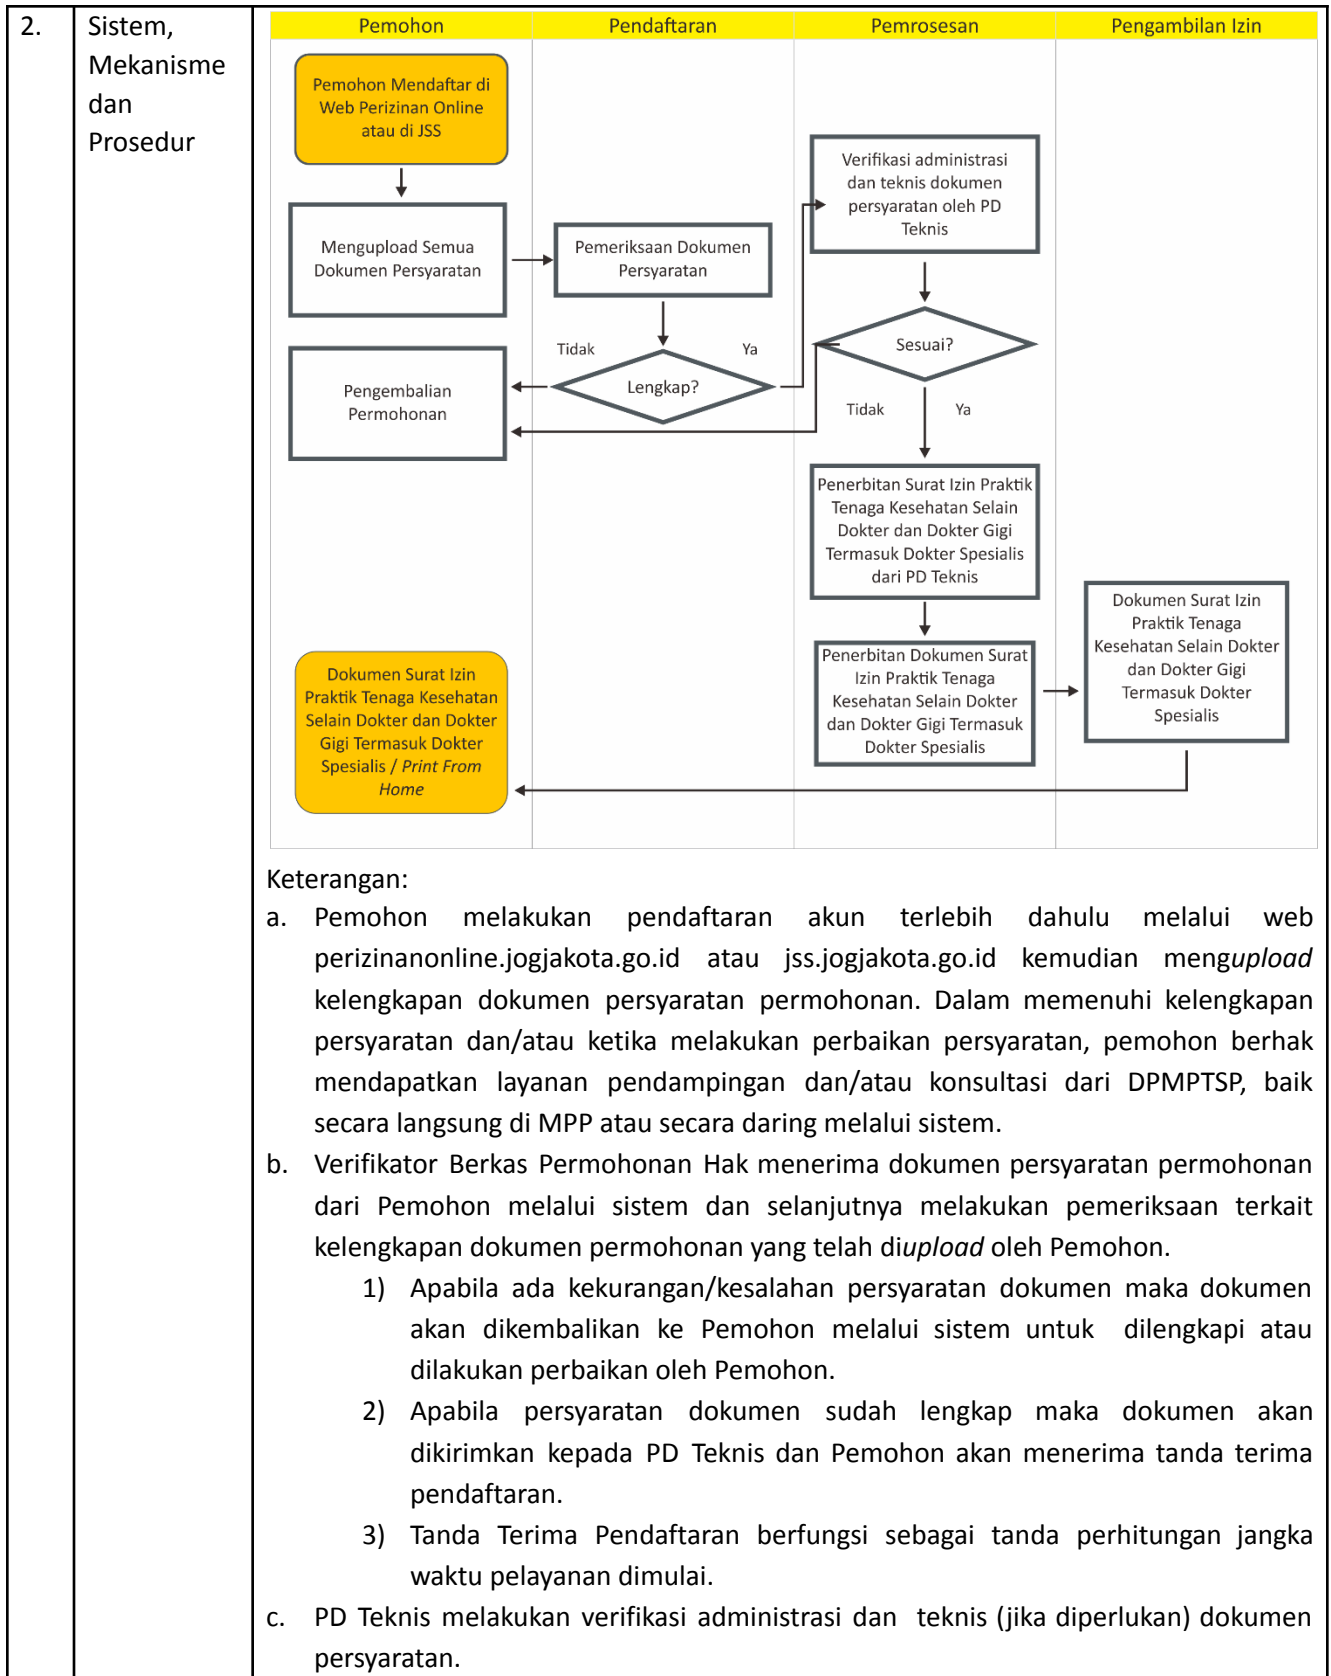 2.
Sistem,
Mekanisme
dan
Prosedur
Pemohon
Pendaftaran
Pemrosesan
Pengambilan Izin
Pemohon Mendaftar di
Web Perizinan Online
atau di JSS
Mengupload Semua
Dokumen Persyaratan
Pemeriksaan Dokumen
Persyaratan
Verifikasi administrasi
dan teknis dokumen
persyaratan oleh PD
Teknis
Tidak
Ya
Lengkap?
Sesuai?
Pengembalian
Permohonan
Tidak
Ya
Penerbitan Surat Izin Praktik
Tenaga Kesehatan Selain
Dokter dan Dokter Gigi
Termasuk Dokter Spesialis
dari PD Teknis
Penerbitan Dokumen Surat
Izin Praktik Tenaga
Kesehatan Selain Dokter
dan Dokter Gigi Termasuk
Dokter Spesialis
Dokumen Surat Izin
Praktik Tenaga
Kesehatan Selain Dokter
dan Dokter Gigi
Termasuk Dokter
Spesialis
Dokumen Surat Izin
Praktik Tenaga Kesehatan
Selain Dokter dan Dokter
Gigi Termasuk Dokter
Spesialis / Print From
Home
Keterangan:
a. Pemohon melakukan pendaftaran akun terlebih dahulu melalui web
perizinanonline.jogjakota.go.id atau jss.jogjakota.go.id kemudian mengupload
kelengkapan dokumen persyaratan permohonan. Dalam memenuhi kelengkapan
persyaratan dan/atau ketika melakukan perbaikan persyaratan, pemohon berhak
mendapatkan layanan pendampingan dan/atau konsultasi dari DPMPTSP, baik
secara langsung di MPP atau secara daring melalui sistem.
b. Verifikator Berkas Permohonan Hak menerima dokumen persyaratan permohonan
dari Pemohon melalui sistem dan selanjutnya melakukan pemeriksaan terkait
kelengkapan dokumen permohonan yang telah diupload oleh Pemohon.
1) Apabila ada kekurangan/kesalahan persyaratan dokumen maka dokumen
akan dikembalikan ke Pemohon melalui sistem untuk dilengkapi atau
dilakukan perbaikan oleh Pemohon.
2) Apabila persyaratan dokumen sudah lengkap maka dokumen akan
dikirimkan kepada PD Teknis dan Pemohon akan menerima tanda terima
pendaftaran.
3) Tanda Terima Pendaftaran berfungsi sebagai tanda perhitungan jangka
waktu pelayanan dimulai.
c. PD Teknis melakukan verifikasi administrasi dan teknis (jika diperlukan) dokumen
persyaratan.